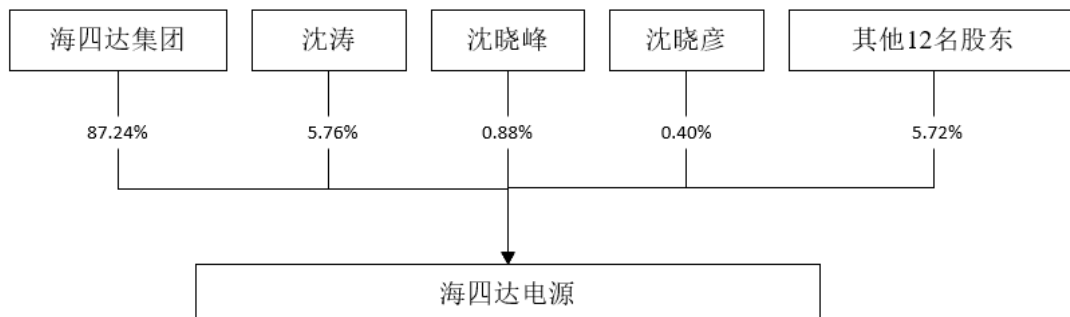 海四达集团
沈涛
沈晓峰
沈晓彦
其他12名股东
87.24%
5.76%
0.88%
0.40%
5.72%
海四达电源